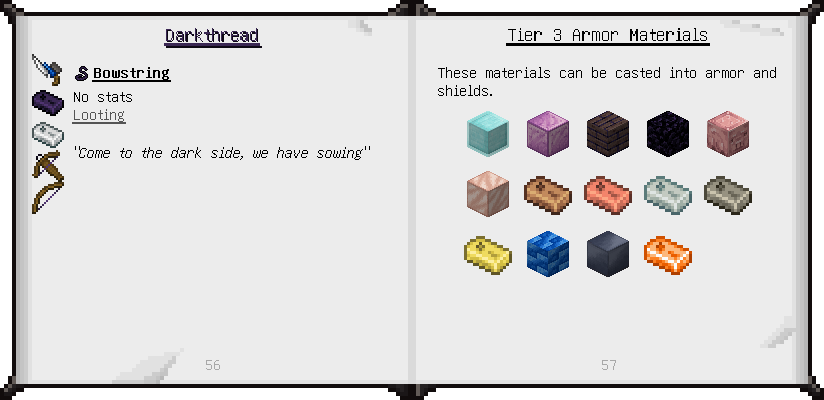 Darkthread
Bowstring
No stats
Looting
"Come to the dark side, we have sowing"
56
Tier 3 Armor Materials
These materials can be casted into armor and
shields.
57